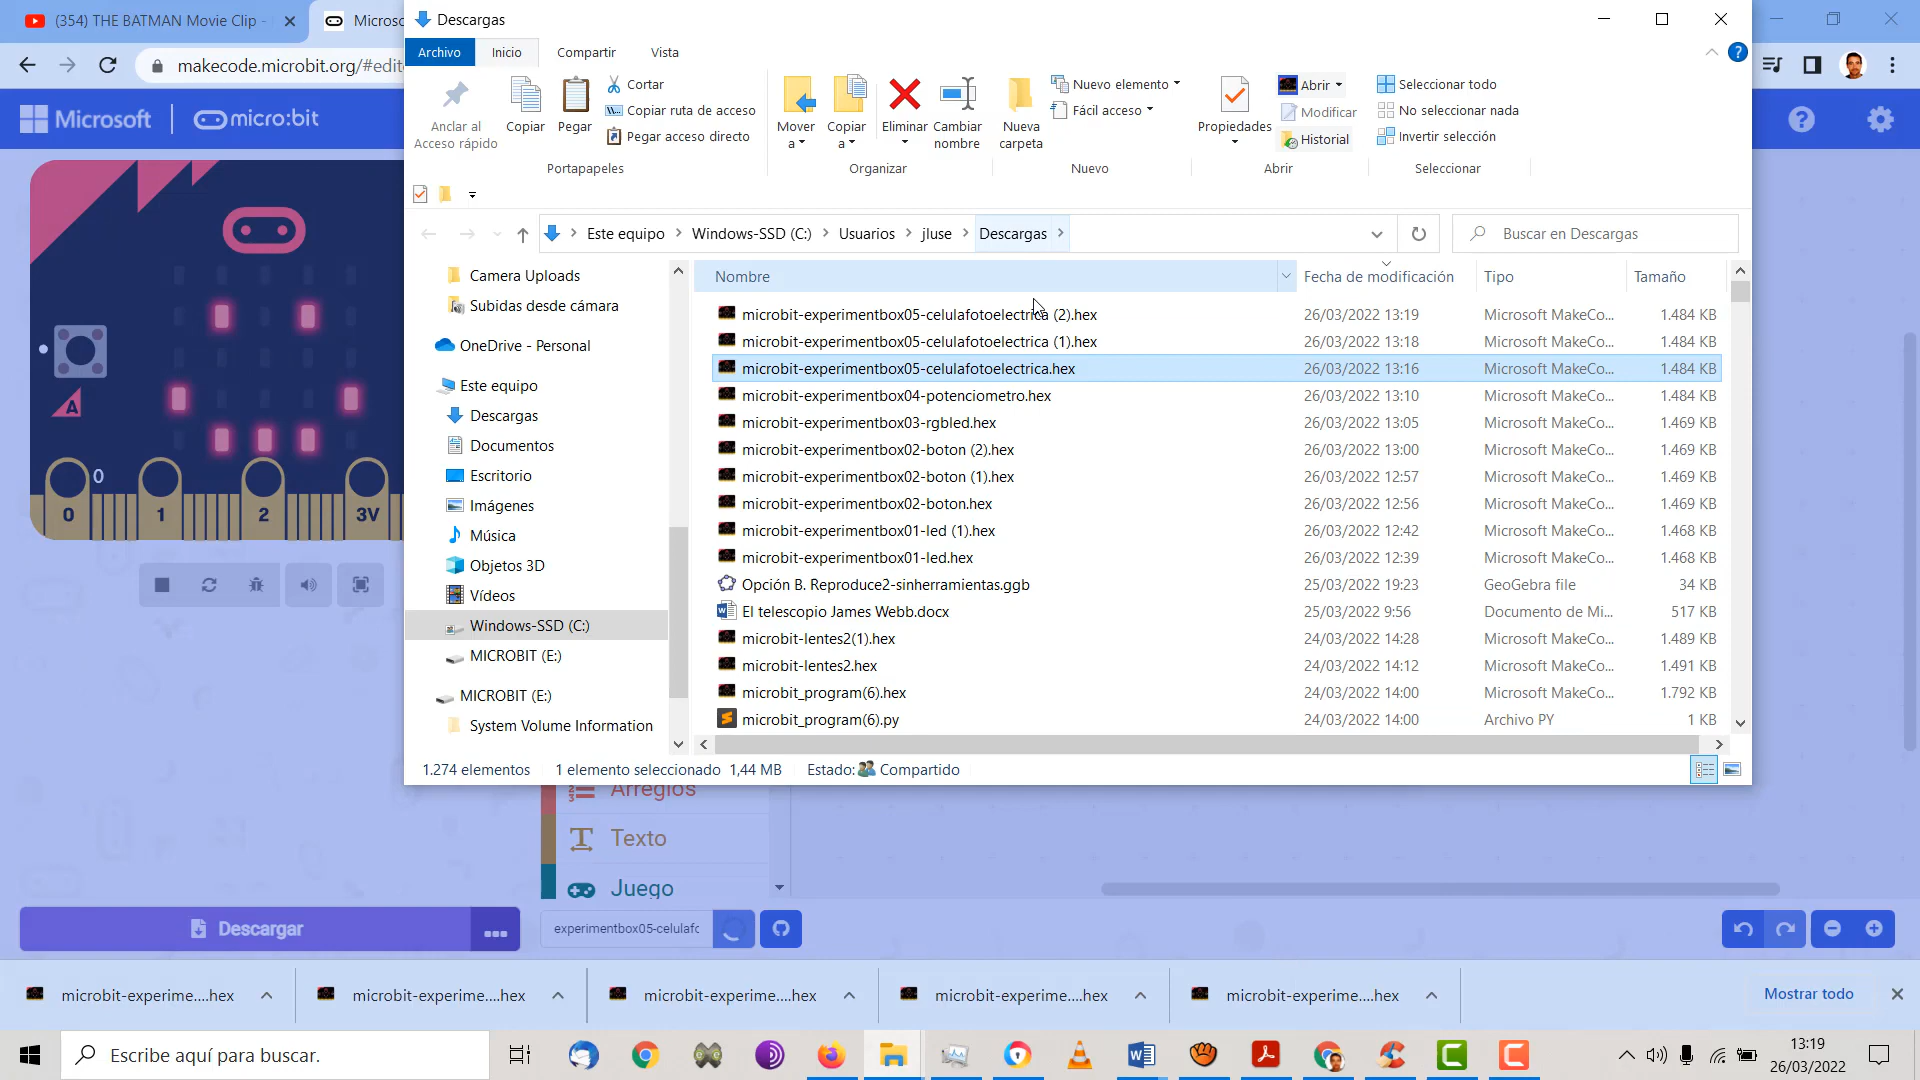 (354) THE BATMAN Movie Clip -
Microsc
Descargas
Archivo
Inicio
Compartir
Vista
makecode.microbit.org/#edit
Anclar al
Acceso rápido
Copiar
Pegar
Cortar
Copiar ruta de acceso
Pegar acceso directo
Mover
a
Copiar
a
Eliminar
Cambiar
nombre
Nueva
carpeta
Nuevo elemento
Fácil acceso
Propiedades
Abrir
Modificar
Historial
Seleccionar todo
No seleccionar nada
Invertir selección
Portapapeles
Organizar
Nuevo
Abrir
Seleccionar
Microsoft
micro:bit
Este equipo
Windows-SSD (C:)
Usuarios
jluse
Descargas
Buscar en Descargas
Camera Uploads
Subidas desde cámara
OneDrive - Personal
Este equipo
Descargas
Documentos
Escritorio
Imágenes
Música
Objetos 3D
Vídeos
Windows-SSD (C:)
MICROBIT (E:)
MICROBIT (E:)
System Volume Information
Nombre Fecha de modificación Tipo Tamaño
microbit-experimentbox05-celulafotoelectrica (2).hex 26/03/2022 13:19 Microsoft MakeCo... 1.484 KB
microbit-experimentbox05-celulafotoelectrica (1).hex 26/03/2022 13:18 Microsoft MakeCo... 1.484 KB
microbit-experimentbox05-celulafotoelectrica.hex 26/03/2022 13:16 Microsoft MakeCo... 1.484 KB
microbit-experimentbox04-potenciometro.hex 26/03/2022 13:10 Microsoft MakeCo... 1.484 KB
microbit-experimentbox03-rgbled.hex 26/03/2022 13:05 Microsoft MakeCo... 1.469 KB
microbit-experimentbox02-boton (2).hex 26/03/2022 13:00 Microsoft MakeCo... 1.469 KB
microbit-experimentbox02-boton (1).hex 26/03/2022 12:57 Microsoft MakeCo... 1.469 KB
microbit-experimentbox02-boton.hex 26/03/2022 12:56 Microsoft MakeCo... 1.469 KB
microbit-experimentbox01-led (1).hex 26/03/2022 12:42 Microsoft MakeCo... 1.468 KB
microbit-experimentbox01-led.hex 26/03/2022 12:39 Microsoft MakeCo... 1.468 KB
Opción B. Reproduce2-sinherramientas.ggb 25/03/2022 19:23 GeoGebra file 34 KB
El telescopio James Webb.docx 25/03/2022 9:56 Documento de Mi... 517 KB
microbit-lentes2(1).hex 24/03/2022 14:28 Microsoft MakeCo... 1.489 KB
microbit-lentes2.hex 24/03/2022 14:12 Microsoft MakeCo... 1.491 KB
microbit_program(6).hex 24/03/2022 14:00 Microsoft MakeCo... 1.792 KB
microbit_program(6).py 24/03/2022 14:00 Archivo PY 1 KB
1.274 elementos 1 elemento seleccionado 1,44 MB Estado: Compartido
A
0
0 1 2 3V
Arreglos
Texto
Juego
Descargar
...
experimentbox05-celulafc
microbit-experime....hex
microbit-experime....hex
microbit-experime....hex
microbit-experime....hex
microbit-experime....hex
Mostrar todo
Escribe aquí para buscar.
13:19
26/03/2022